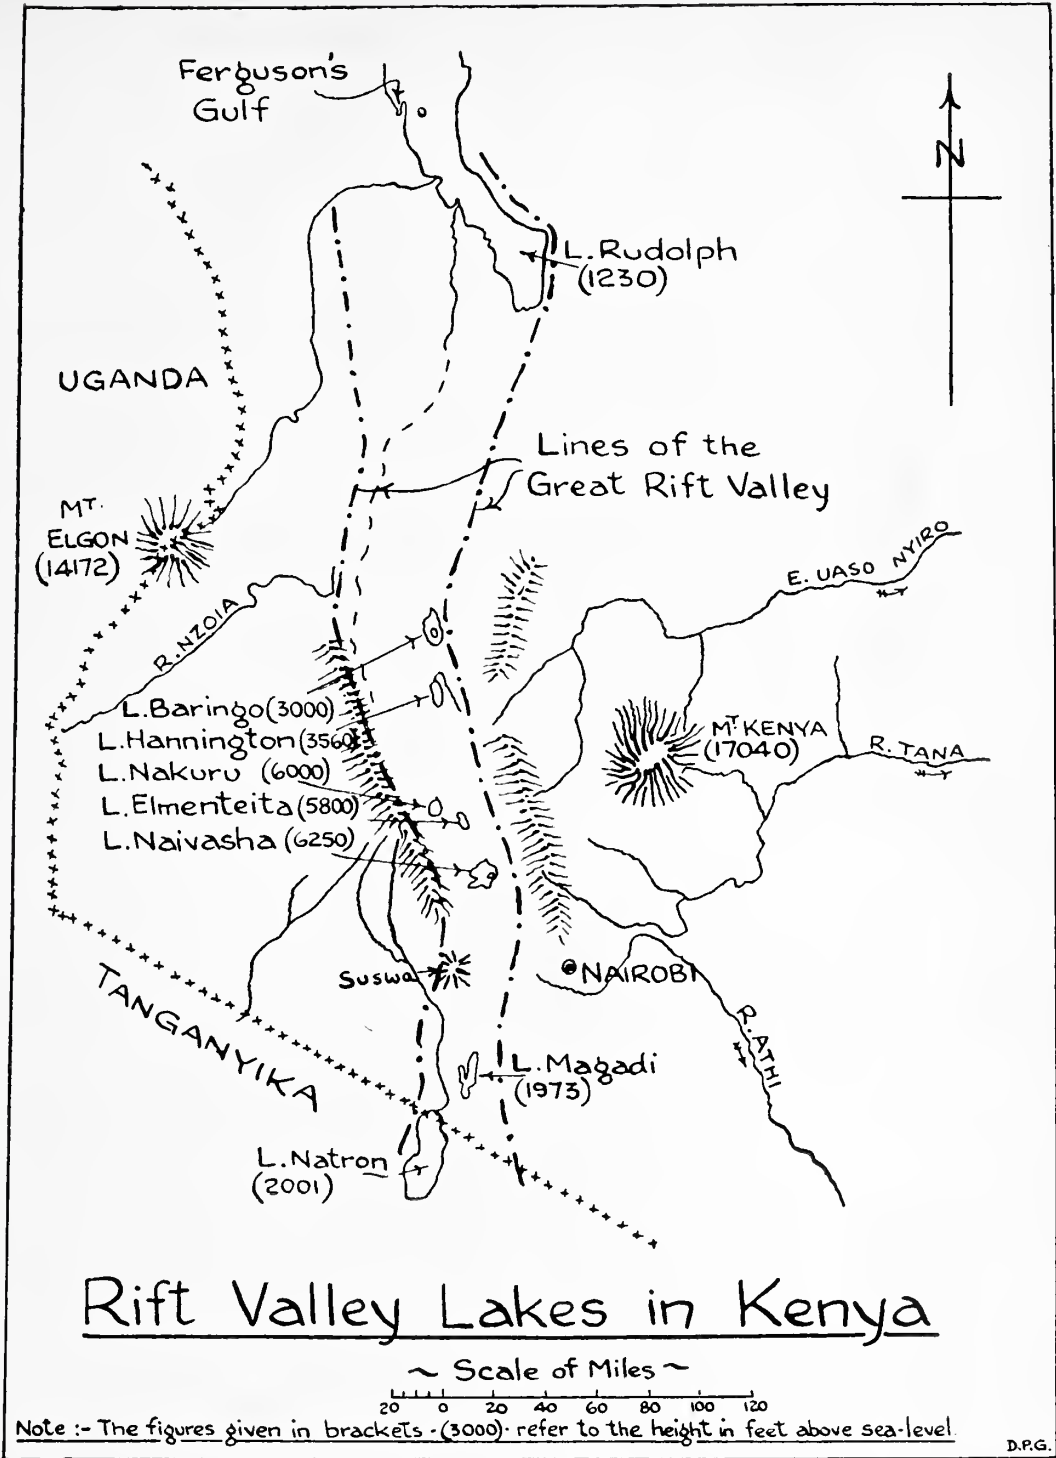 Ferguson's
Gulf
N
L.Rudolph
(1230)
UGANDA
Lines of the
Great Rift Valley
MT.
ELGON
(14172)
E. UASO NYIRO
R.NZOIA
L.Baringo (3000)
L.Hannington (3560)
L.Nakuru (6000)
L.Elmenteita (5800)
L.Naivasha (6250)
MT KENYA
(17040)
R. TANA
Suswa
NAIROBI
TANGANYIKA
R. ATHI
L.Magadi
(1973)
L.Natron
(2001)
Rift Valley Lakes in Kenya
~ Scale of Miles ~
20 0 20 40 60 80 100 120
Note :- The figures given in brackets - (3000) - refer to the height in feet above sea-level.
D.P.G.